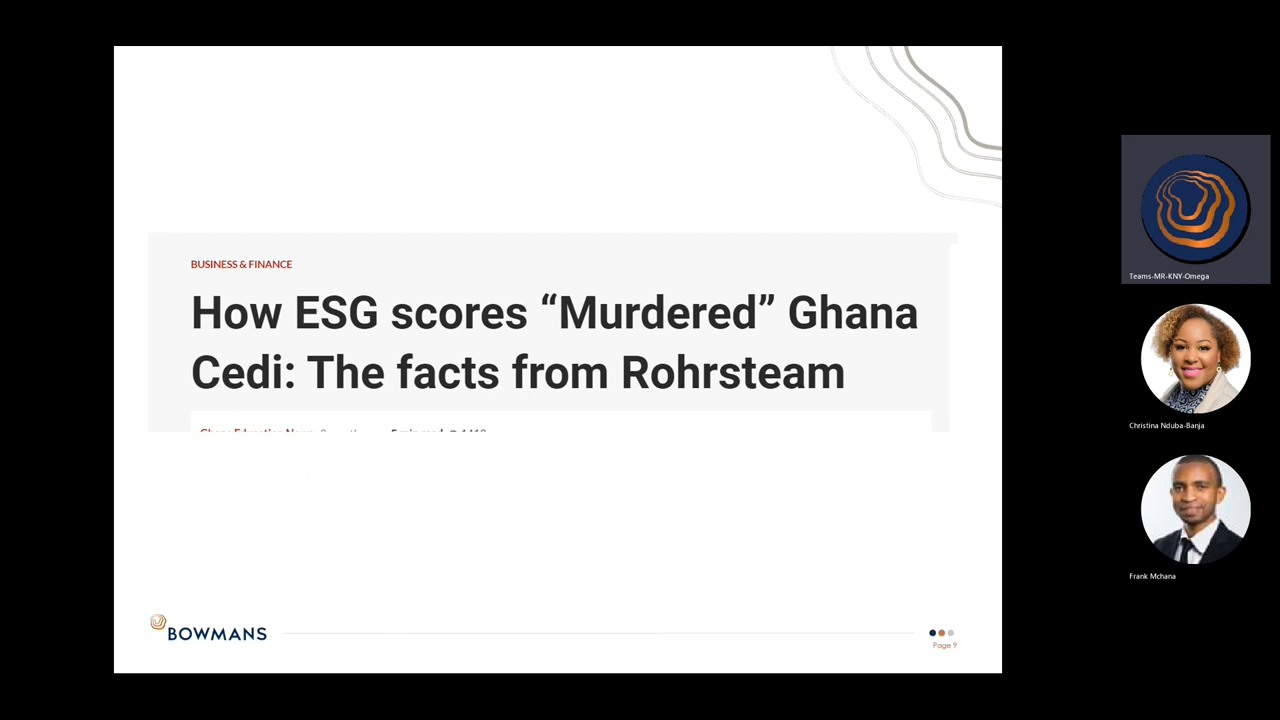 BUSINESS & FINANCE
How ESG scores “Murdered” Ghana
Cedi: The facts from Rohrsteam
BOWMANS
Page 9
Teams-MR-KNY-Omega
Christina Nduba-Banja
Frank Mchana